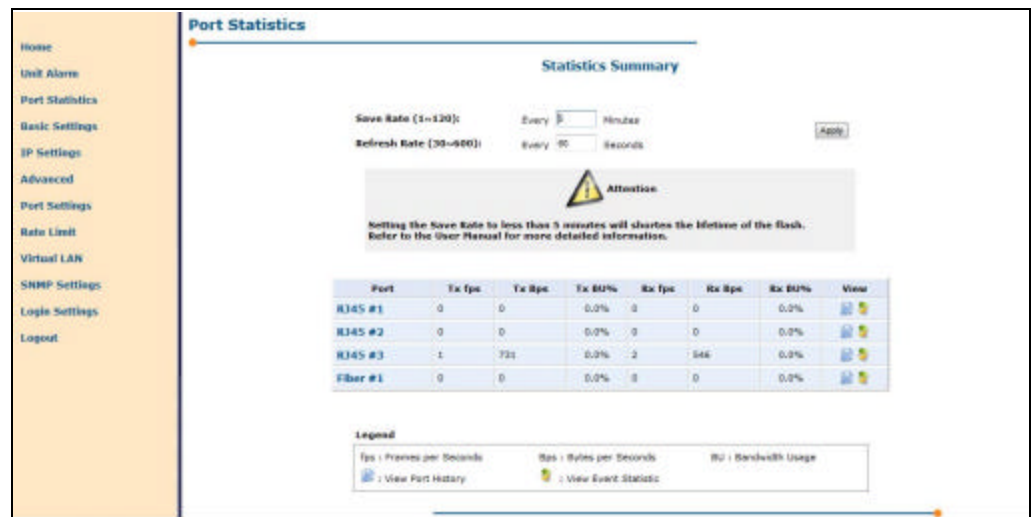 Port Statistics
Home
Unit Alarm
Port Statistics
Basic Settings
IP Settings
Advanced
Port Settings
Rate Limit
Virtual LAN
SNMP Settings
Login Settings
Logout
Statistics Summary
Save Rate (1~120): Every Minutes
Refresh Rate (30~600): Every 60 Seconds
Apply
Attention
Setting the Save Rate to less than 5 minutes will shorten the lifetime of the flash.
Refer to the User Manual for more detailed information.
Port Tx fps Tx Bps Tx BU% Rx fps Rx Bps Rx BU% View
RJ45 #1 0 0 0.0% 0 0 0.0%
RJ45 #2 0 0 0.0% 0 0 0.0%
RJ45 #3 1 731 0.0% 2 546 0.0%
Fiber #1 0 0 0.0% 0 0 0.0%
Legend
fps : Frames per Seconds Bps : Bytes per Seconds BU : Bandwidth Usage
: View Port History : View Event Statistic